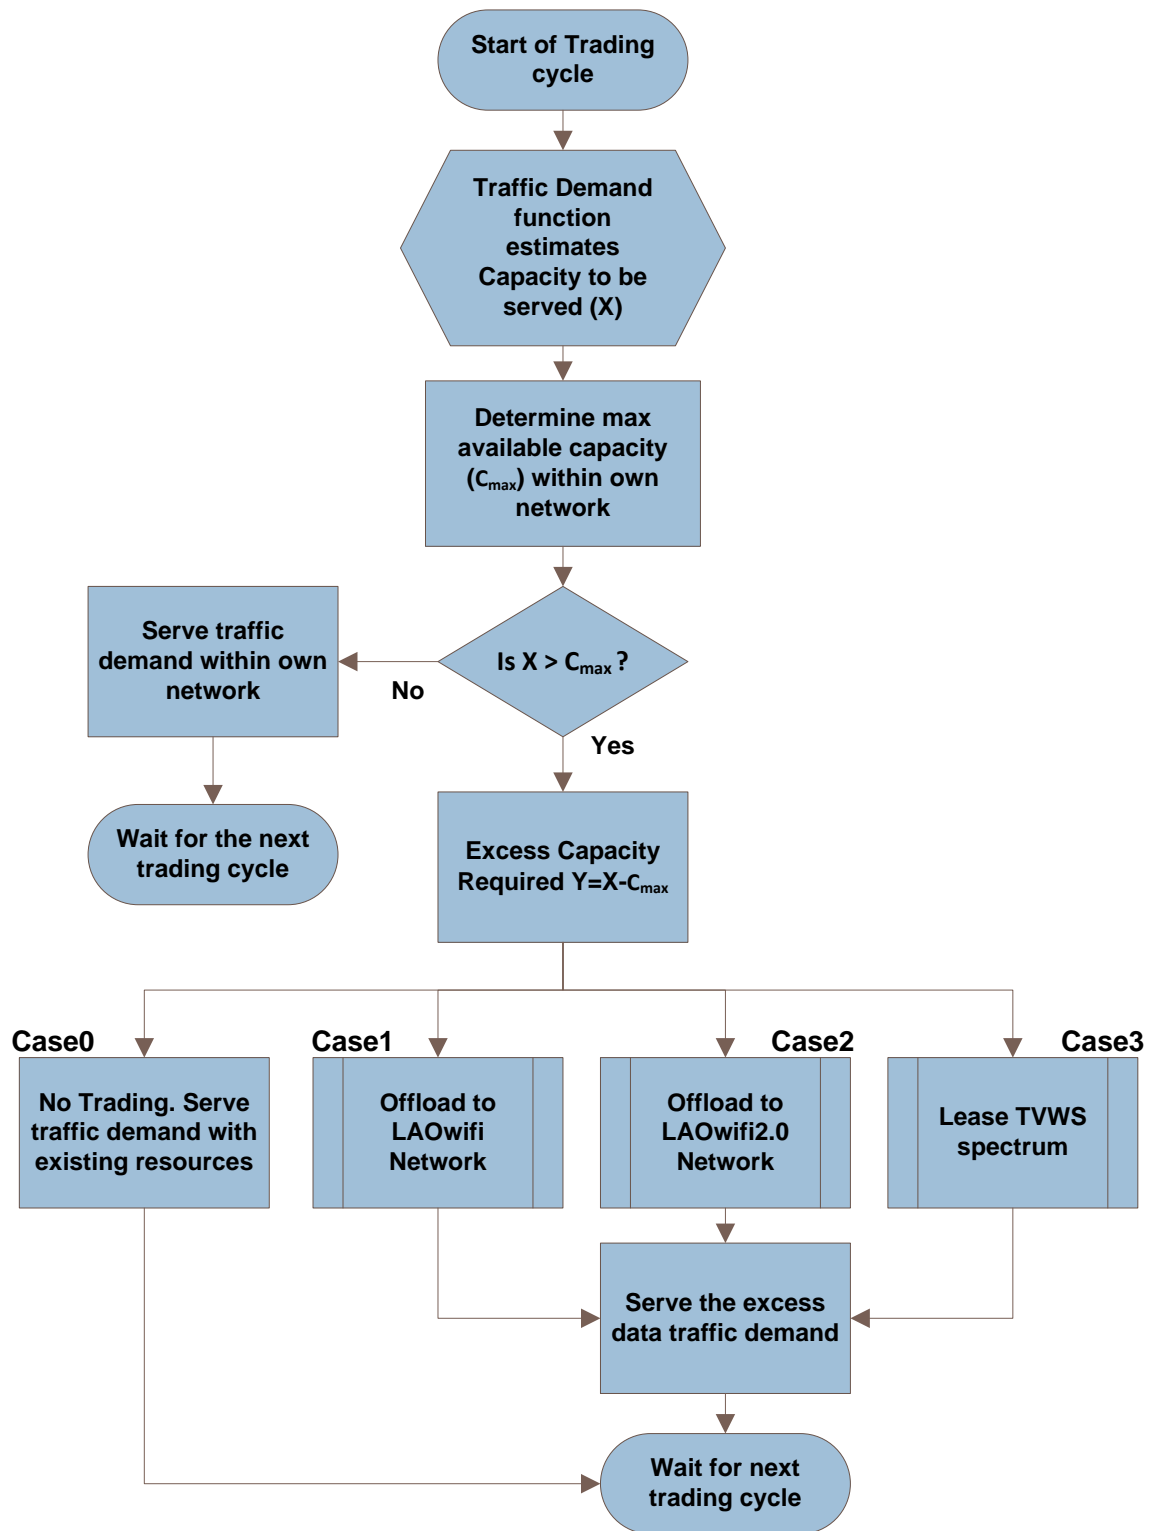 Start of Trading
cycle
Traffic Demand
function
estimates
Capacity to be
served (X)
Determine max
available capacity
(Cmax) within own
network
Is X > Cmax ?
No
Yes
Serve traffic
demand within own
network
Wait for the next
trading cycle
Excess Capacity
Required Y=X-Cmax
Case0
No Trading. Serve
traffic demand with
existing resources
Case1
Offload to
LAOwifi
Network
Case2
Offload to
LAOwifi2.0
Network
Case3
Lease TVWS
spectrum
Serve the excess
data traffic demand
Wait for next
trading cycle